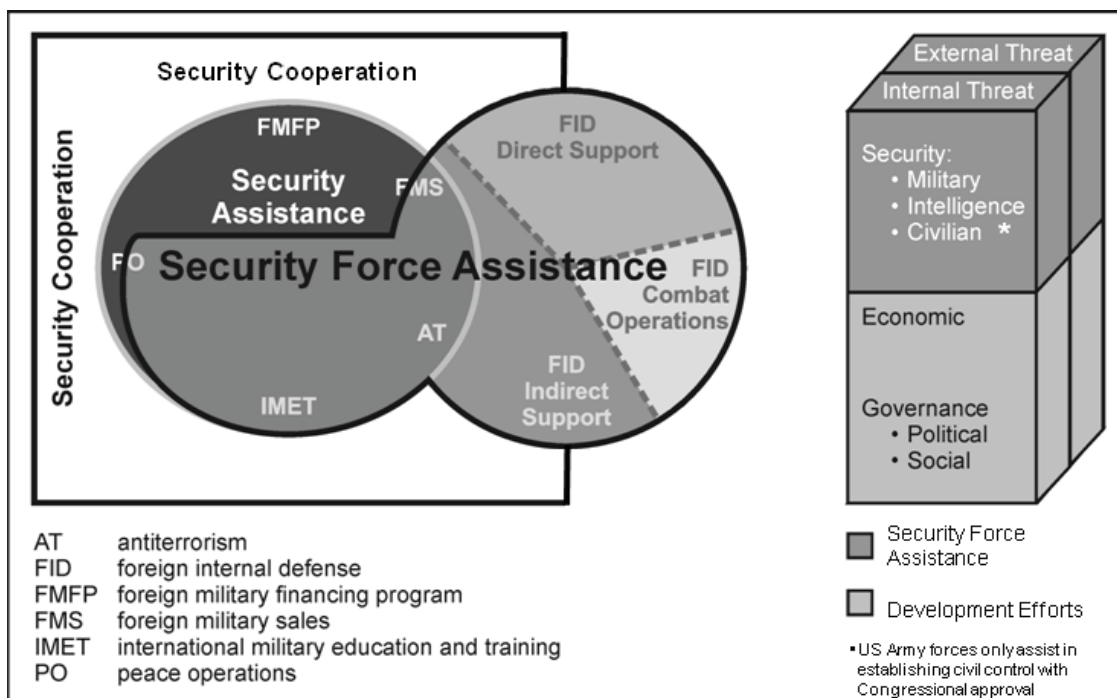 Security Cooperation
Security Cooperation
FMFP
Security
Assistance
FMS
PO
Security Force Assistance
AT
IMET
FID
Direct Support
FID
Combat
Operations
FID
Indirect
Support
External Threat
Internal Threat
Security:
• Military
• Intelligence
• Civilian *
Economic
Governance
• Political
• Social
Security Force
Assistance
Development Efforts
▪US Army forces only assist in
establishing civil control with
Congressional approval
AT antiterrorism
FID foreign internal defense
FMFP foreign military financing program
FMS foreign military sales
IMET international military education and training
PO peace operations